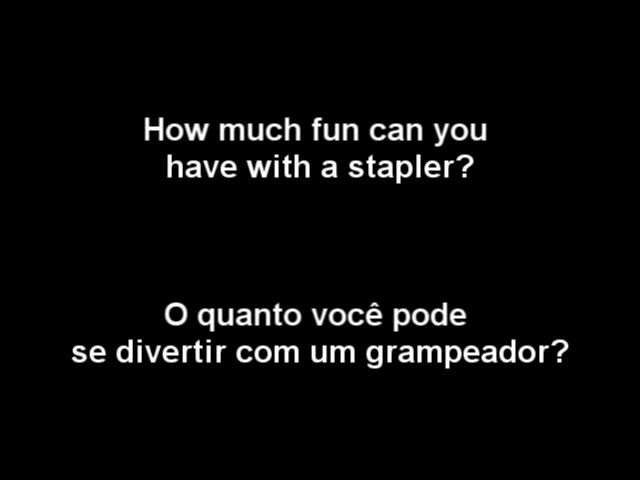 How much fun can you
have with a stapler?
O quanto você pode
se divertir com um grampeador?